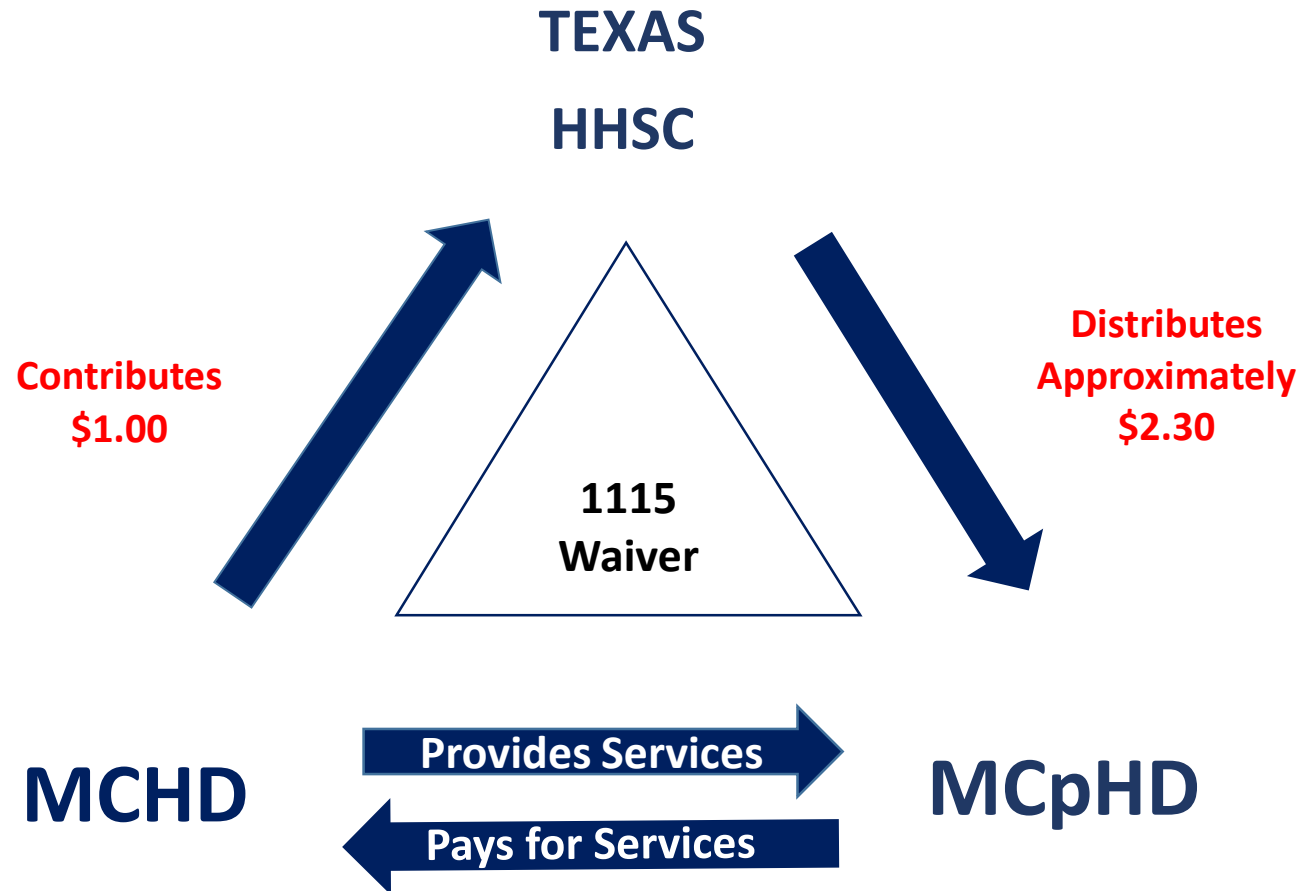 TEXAS
HHSC
Contributes
$1.00
Distributes
Approximately
$2.30
1115
Waiver
MCHD
Provides Services
Pays for Services
MCpHD